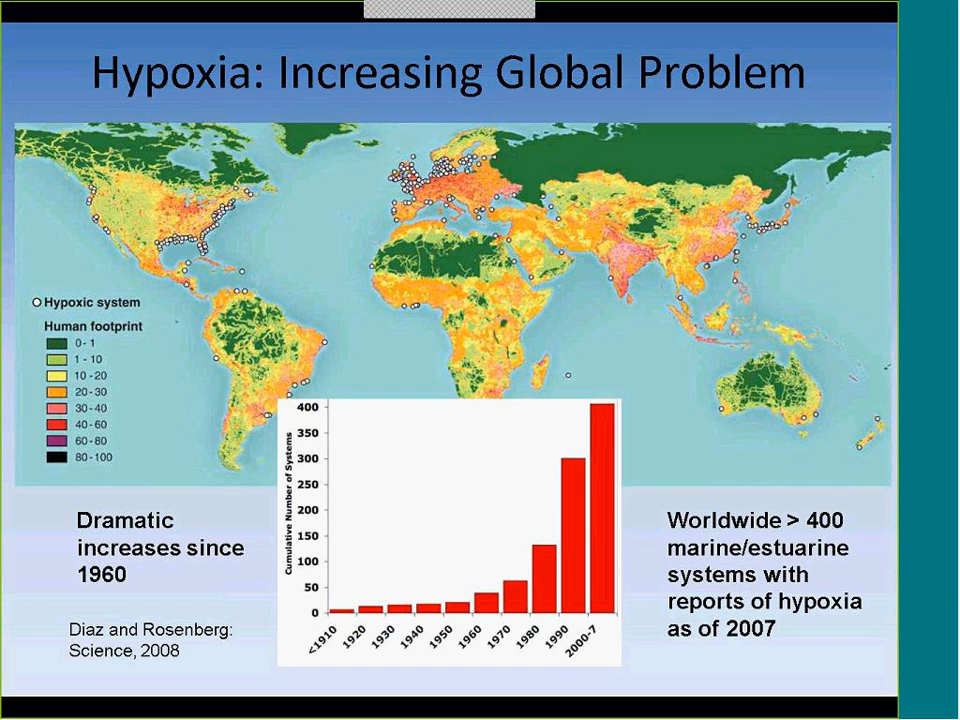 Hypoxia: Increasing Global Problem
Hypoxic system
Human footprint
0 - 1
1 - 10
10 - 20
20 - 30
30 - 40
40 - 60
60 - 80
80 - 100
Cumulative Number of Systems
400
350
300
250
200
150
100
50
0
<1910
1920
1930
1940
1950
1960
1970
1980
1990
2000-7
Dramatic
increases since
1960
Diaz and Rosenberg:
Science, 2008
Worldwide > 400
marine/estuarine
systems with
reports of hypoxia
as of 2007